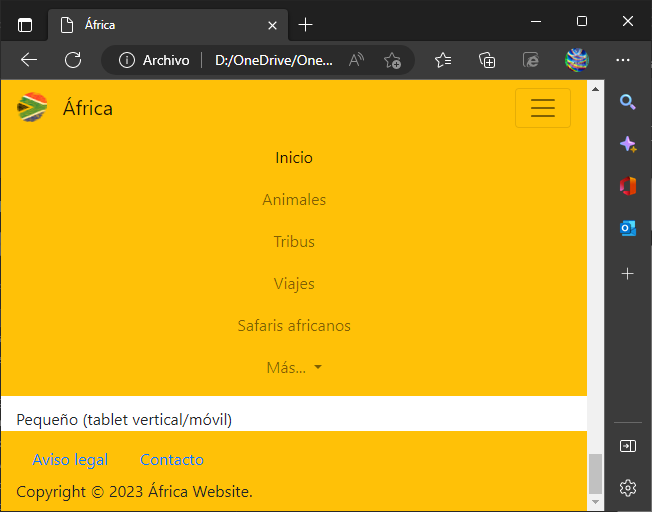 África
Archivo
D:/OneDrive/One...
África
Inicio
Animales
Tribus
Viajes
Safaris africanos
Más...
Pequeño (tablet vertical/móvil)
Aviso legal
Contacto
Copyright © 2023 África Website.